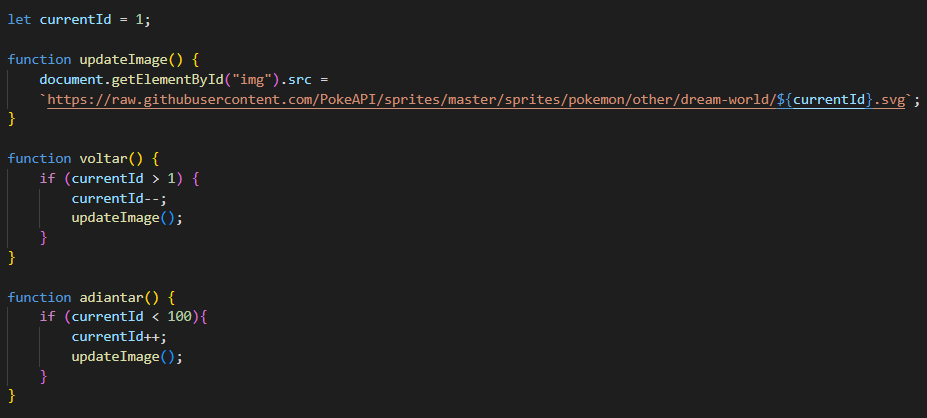 let currentId = 1;
function updateImage() {
document.getElementById("img").src =
`https://raw.githubusercontent.com/PokeAPI/sprites/master/sprites/pokemon/other/dream-world/${currentId}.svg`;
}
function voltar() {
if (currentId > 1) {
currentId--;
updateImage();
}
}
function adiantar() {
if (currentId < 100){
currentId++;
updateImage();
}
}